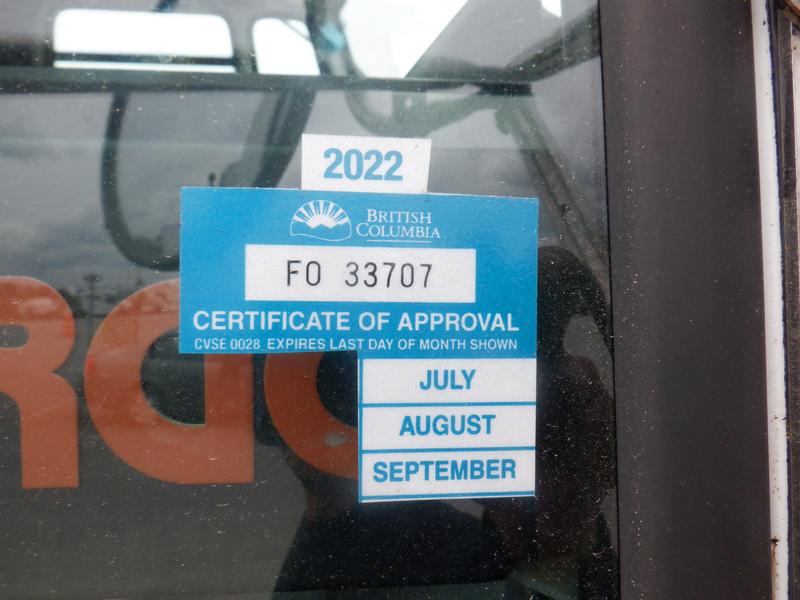 2022
BRITISH
COLUMBIA
FO 33707
CERTIFICATE OF APPROVAL
CVSE 0028 EXPIRES LAST DAY OF MONTH SHOWN
JULY
AUGUST
SEPTEMBER